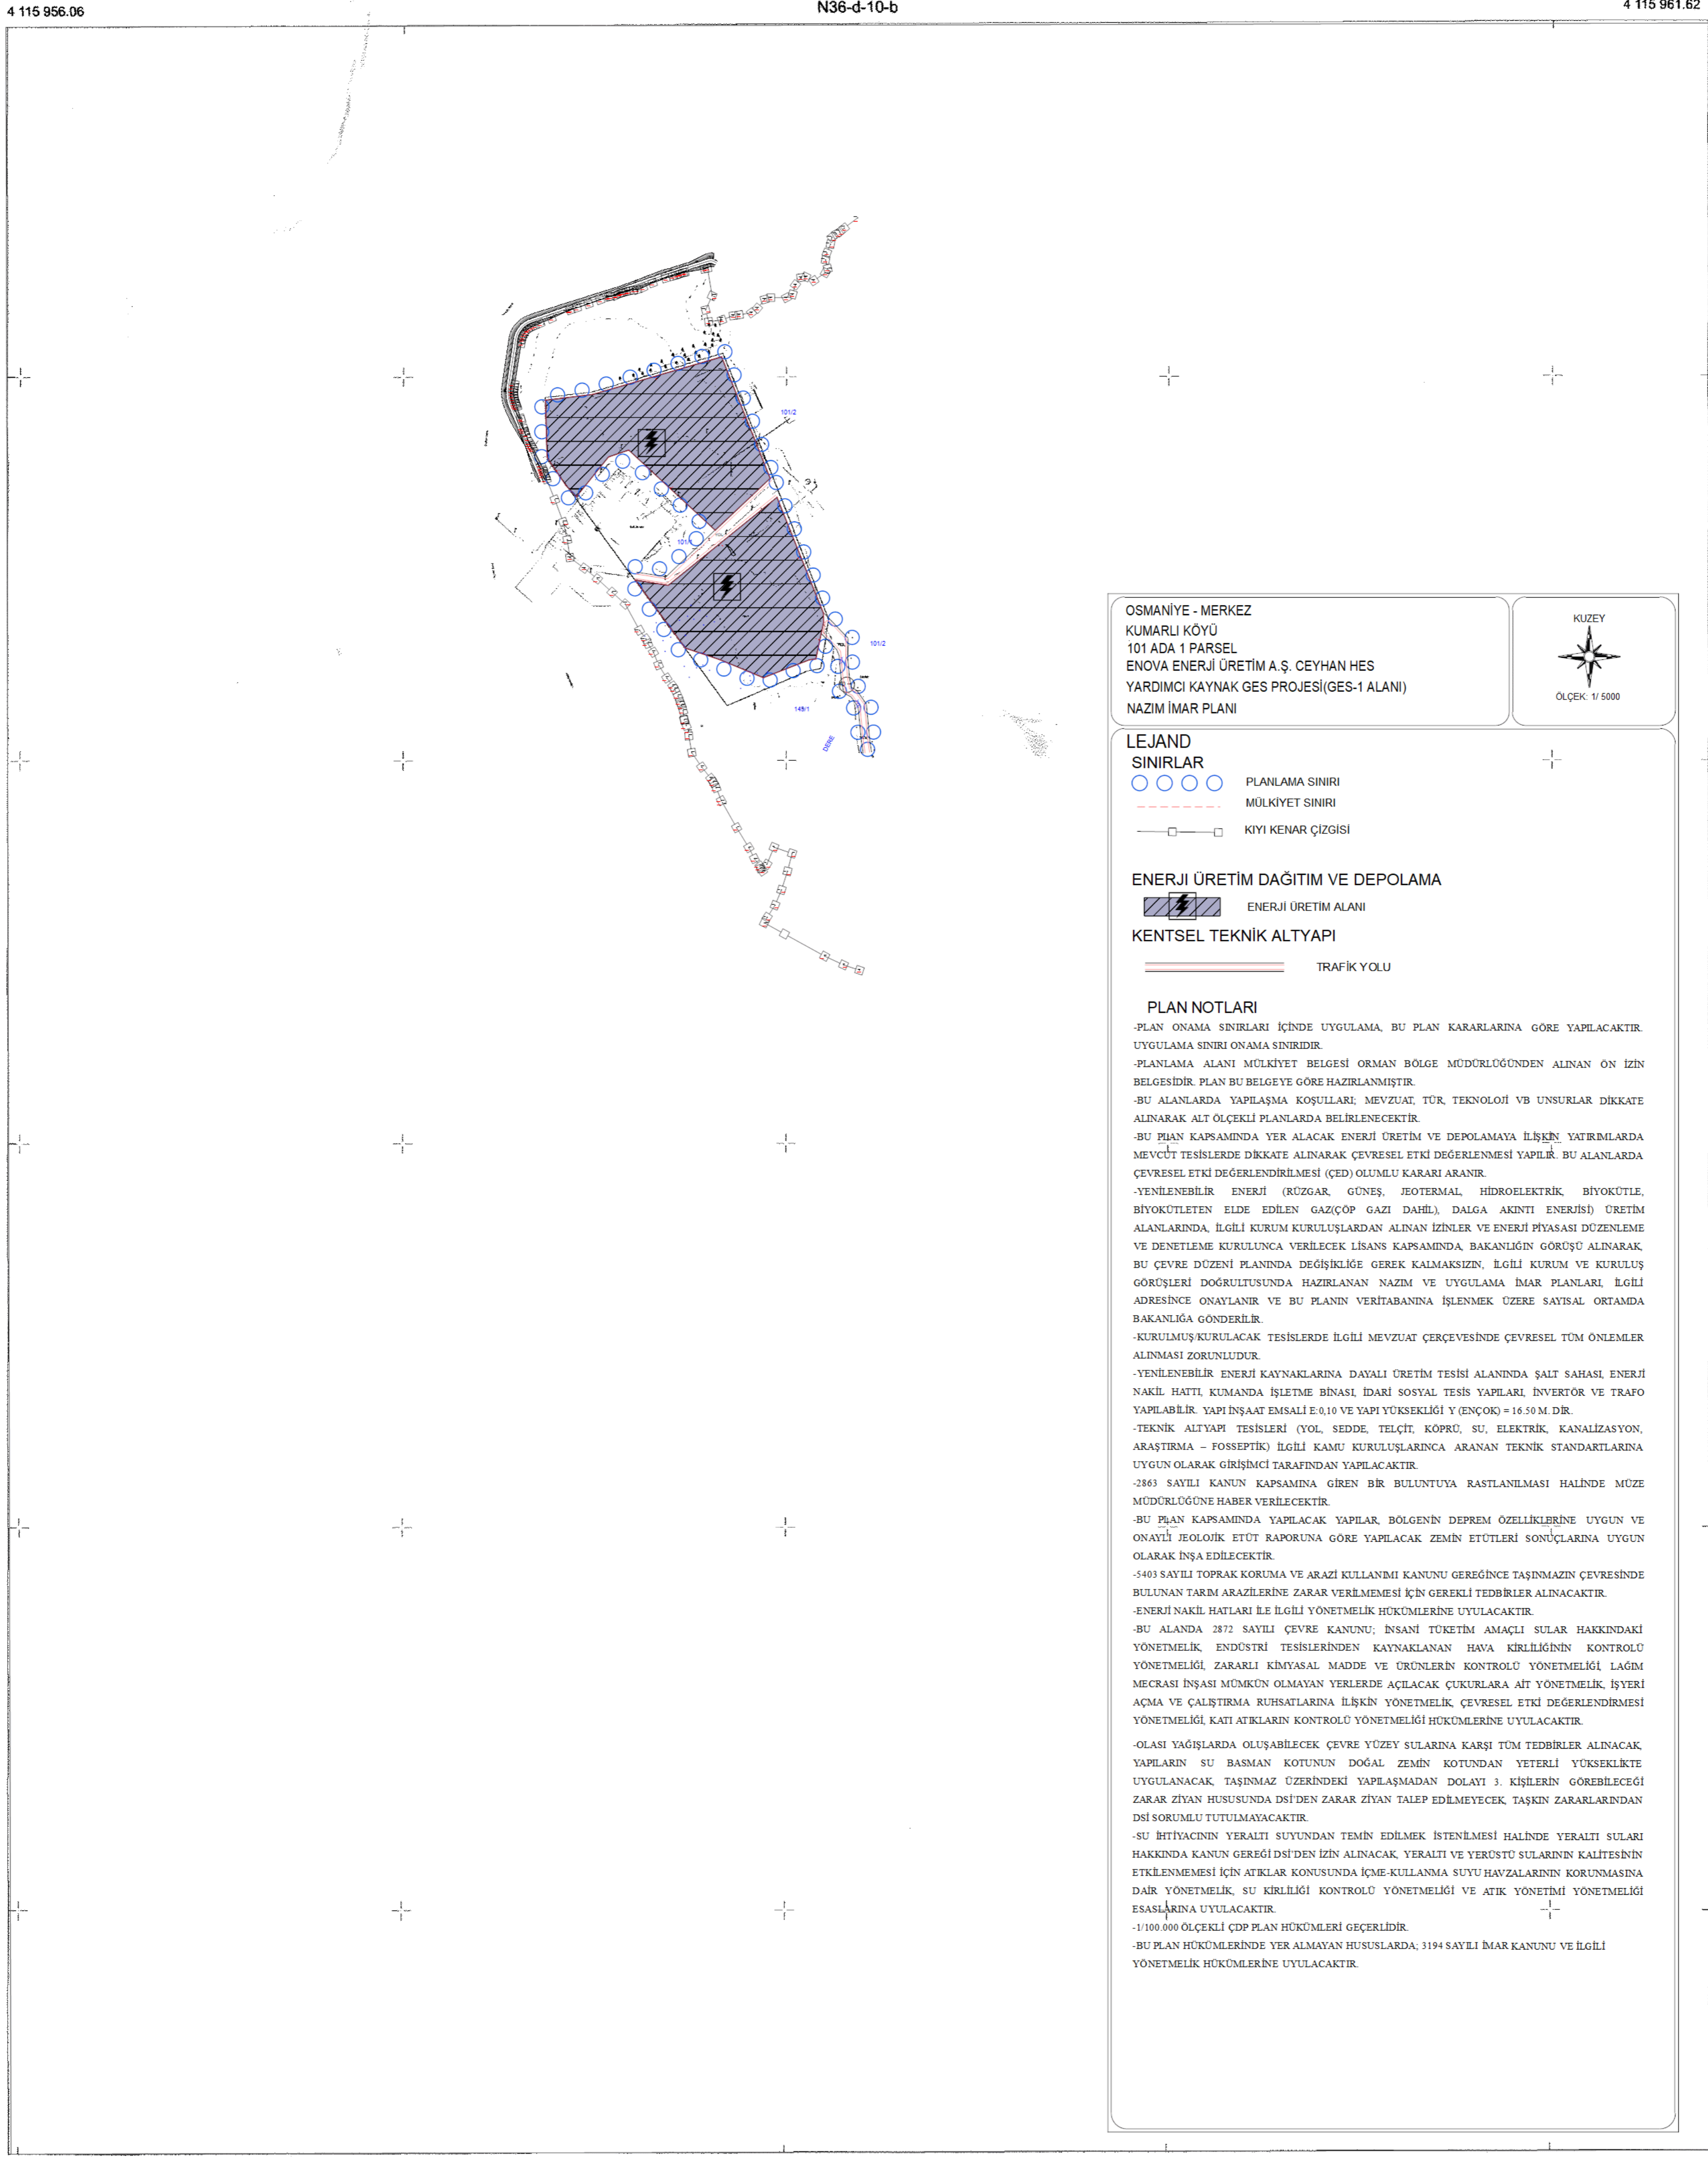 4 115 956.06
N36-d-10-b
4 115 961.62
2
101/2
101/1
101/2
148/1
DERE
OSMANİYE - MERKEZ
KUMARLI KÖYÜ
101 ADA 1 PARSEL
ENOVA ENERJİ ÜRETİM A.Ş. CEYHAN HES
YARDIMCI KAYNAK GES PROJESİ(GES-1 ALANI)
NAZIM İMAR PLANI
KUZEY
ÖLÇEK: 1/ 5000
LEJAND
SINIRLAR
PLANLAMA SINIRI
MÜLKİYET SINIRI
KIYI KENAR ÇİZGİSİ
ENERJI ÜRETİM DAĞITIM VE DEPOLAMA
ENERJİ ÜRETİM ALANI
KENTSEL TEKNİK ALTYAPI
TRAFİK YOLU
PLAN NOTLARI
-PLAN ONAMA SINIRLARI İÇİNDE UYGULAMA, BU PLAN KARARLARINA GÖRE YAPILACAKTIR.
UYGULAMA SINIRI ONAMA SINIRIDIR.
-PLANLAMA ALANI MÜLKİYET BELGESİ ORMAN BÖLGE MÜDÜRLÜĞÜNDEN ALINAN ÖN İZİN
BELGESİDİR. PLAN BU BELGEYE GÖRE HAZIRLANMIŞTIR.
-BU ALANLARDA YAPILAŞMA KOŞULLARI; MEVZUAT, TÜR, TEKNOLOJİ VB UNSURLAR DİKKATE
ALINARAK ALT ÖLÇEKLİ PLANLARDA BELİRLENECEKTİR.
-BU PLAN KAPSAMINDA YER ALACAK ENERJİ ÜRETİM VE DEPOLAMAYA İLİŞKİN YATIRIMLARDA
MEVCUT TESİSLERDE DİKKATE ALINARAK ÇEVRESEL ETKİ DEĞERLENMESİ YAPILIR. BU ALANLARDA
ÇEVRESEL ETKİ DEĞERLENDİRİLMESİ (ÇED) OLUMLU KARARI ARANIR.
-YENİLENEBİLİR ENERJİ (RÜZGAR, GÜNEŞ, JEOTERMAL, HİDROELEKTRİK, BİYOKÜTLE,
BİYOKÜTLETEN ELDE EDİLEN GAZ(ÇÖP GAZI DAHİL), DALGA AKINTI ENERJİSİ) ÜRETİM
ALANLARINDA, İLGİLİ KURUM KURULUŞLARDAN ALINAN İZİNLER VE ENERJİ PİYASASI DÜZENLEME
VE DENETLEME KURULUNCA VERİLECEK LİSANS KAPSAMINDA, BAKANLIĞIN GÖRÜŞÜ ALINARAK,
BU ÇEVRE DÜZENİ PLANINDA DEĞİŞİKLİĞE GEREK KALMAKSIZIN, İLGİLİ KURUM VE KURULUŞ
GÖRÜŞLERİ DOĞRULTUSUNDA HAZIRLANAN NAZIM VE UYGULAMA İMAR PLANLARI, İLGİLİ
ADRESİNCE ONAYLANIR VE BU PLANIN VERİTABANINA İŞLENMEK ÜZERE SAYISAL ORTAMDA
BAKANLIĞA GÖNDERİLİR.
-KURULMUŞ/KURULACAK TESİSLERDE İLGİLİ MEVZUAT ÇERÇEVESİNDE ÇEVRESEL TÜM ÖNLEMLER
ALINMASI ZORUNLUDUR.
-YENİLENEBİLİR ENERJİ KAYNAKLARINA DAYALI ÜRETİM TESİSİ ALANINDA ŞALT SAHASI, ENERJİ
NAKİL HATTI, KUMANDA İŞLETME BİNASI, İDARİ SOSYAL TESİS YAPILARI, İNVERTÖR VE TRAFO
YAPILABİLİR. YAPI İNŞAAT EMSALİ E:0,10 VE YAPI YÜKSEKLİĞİ Y (ENÇOK) = 16.50 M. DİR.
-TEKNİK ALTYAPI TESİSLERİ (YOL, SEDDE, TELÇİT, KÖPRÜ, SU, ELEKTRİK, KANALİZASYON,
ARAŞTIRMA – FOSSEPTİK) İLGİLİ KAMU KURULUŞLARINCA ARANAN TEKNİK STANDARTLARINA
UYGUN OLARAK GİRİŞİMCİ TARAFINDAN YAPILACAKTIR.
-2863 SAYILI KANUN KAPSAMINA GİREN BİR BULUNTUYA RASTLANILMASI HALİNDE MÜZE
MÜDÜRLÜĞÜNE HABER VERİLECEKTİR.
-BU PLAN KAPSAMINDA YAPILACAK YAPILAR, BÖLGENİN DEPREM ÖZELLİKLERİNE UYGUN VE
ONAYLI JEOLOJİK ETÜT RAPORUNA GÖRE YAPILACAK ZEMİN ETÜTLERİ SONUÇLARINA UYGUN
OLARAK İNŞA EDİLECEKTİR.
-5403 SAYILI TOPRAK KORUMA VE ARAZİ KULLANIMI KANUNU GEREĞİNCE TAŞINMAZIN ÇEVRESİNDE
BULUNAN TARIM ARAZİLERİNE ZARAR VERİLMEMESİ İÇİN GEREKLİ TEDBİRLER ALINACAKTIR.
-ENERJİ NAKİL HATLARI İLE İLGİLİ YÖNETMELİK HÜKÜMLERİNE UYULACAKTIR.
-BU ALANDA 2872 SAYILI ÇEVRE KANUNU; İNSANİ TÜKETİM AMAÇLI SULAR HAKKINDAKİ
YÖNETMELİK, ENDÜSTRİ TESİSLERİNDEN KAYNAKLANAN HAVA KİRLİLİĞİNİN KONTROLÜ
YÖNETMELİĞİ, ZARARLI KİMYASAL MADDE VE ÜRÜNLERİN KONTROLÜ YÖNETMELİĞİ, LAĞIM
MECRASI İNŞASI MÜMKÜN OLMAYAN YERLERDE AÇILACAK ÇUKURLARA AİT YÖNETMELİK, İŞYERİ
AÇMA VE ÇALIŞTIRMA RUHSATLARINA İLİŞKİN YÖNETMELİK, ÇEVRESEL ETKİ DEĞERLENDİRMESİ
YÖNETMELİĞİ, KATI ATIKLARIN KONTROLÜ YÖNETMELİĞİ HÜKÜMLERİNE UYULACAKTIR.
-OLASI YAĞIŞLARDA OLUŞABİLECEK ÇEVRE YÜZEY SULARINA KARŞI TÜM TEDBİRLER ALINACAK,
YAPILARIN SU BASMAN KOTUNUN DOĞAL ZEMİN KOTUNDAN YETERLİ YÜKSEKLİKTE
UYGULANACAK, TAŞINMAZ ÜZERİNDEKİ YAPILAŞMADAN DOLAYI 3. KİŞİLERİN GÖREBİLECEĞİ
ZARAR ZİYAN HUSUSUNDA DSİ'DEN ZARAR ZİYAN TALEP EDİLMEYECEK, TAŞKIN ZARARLARINDAN
DSİ SORUMLU TUTULMAYACAKTIR.
-SU İHTİYACININ YERALTI SUYUNDAN TEMİN EDİLMEK İSTENİLMESİ HALİNDE YERALTI SULARI
HAKKINDA KANUN GEREĞİ DSİ'DEN İZİN ALINACAK, YERALTI VE YERÜSTÜ SULARININ KALİTESİNİN
ETKİLENMEMESİ İÇİN ATIKLAR KONUSUNDA İÇME-KULLANMA SUYU HAVZALARININ KORUNMASINA
DAİR YÖNETMELİK, SU KİRLİLİĞİ KONTROLÜ YÖNETMELİĞİ VE ATIK YÖNETİMİ YÖNETMELİĞİ
ESASLARINA UYULACAKTIR.
-1/100.000 ÖLÇEKLİ ÇDP PLAN HÜKÜMLERİ GEÇERLİDİR.
-BU PLAN HÜKÜMLERİNDE YER ALMAYAN HUSUSLARDA; 3194 SAYILI İMAR KANUNU VE İLGİLİ
YÖNETMELİK HÜKÜMLERİNE UYULACAKTIR.